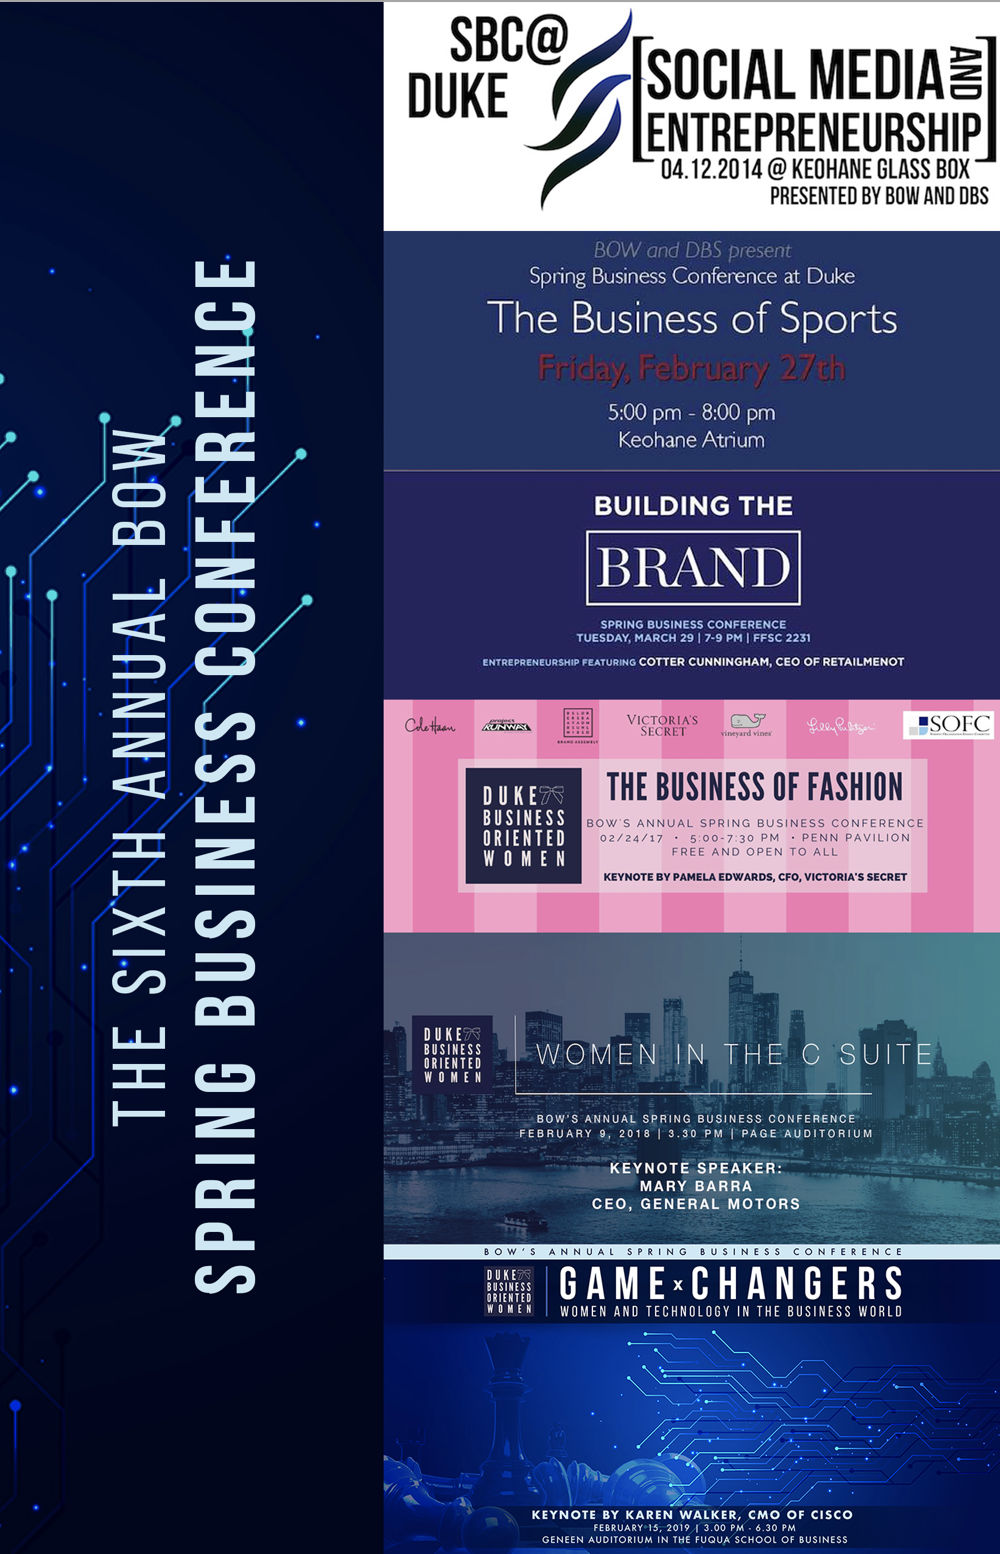 THE SIXTH ANNUAL BOW
SPRING BUSINESS CONFERENCE
SBC@
DUKE
[SOCIAL MEDIA AND
ENTREPRENEURSHIP]
04.12.2014 @ KEOHANE GLASS BOX
PRESENTED BY BOW AND DBS
BOW and DBS present
Spring Business Conference at Duke
The Business of Sports
Friday, February 27th
5:00 pm - 8:00 pm
Keohane Atrium
BUILDING THE
BRAND
SPRING BUSINESS CONFERENCE
TUESDAY, MARCH 29 | 7-9 PM | FFSC 2231
ENTREPRENEURSHIP FEATURING COTTER CUNNINGHAM, CEO OF RETAILMENOT
Cole Haan
project
RUNWAY
BRAND ASSEMBLY
VICTORIA'S
SECRET
vineyard vines
Lilly Pulitzer
SOFC
DUKE
BUSINESS
ORIENTED
WOMEN
THE BUSINESS OF FASHION
BOW'S ANNUAL SPRING BUSINESS CONFERENCE
02/24/17 • 5:00-7:30 PM • PENN PAVILION
FREE AND OPEN TO ALL
KEYNOTE BY PAMELA EDWARDS, CFO, VICTORIA'S SECRET
DUKE
BUSINESS
ORIENTED
WOMEN
WOMEN IN THE C SUITE
BOW'S ANNUAL SPRING BUSINESS CONFERENCE
FEBRUARY 9, 2018 | 3.30 PM | PAGE AUDITORIUM
KEYNOTE SPEAKER:
MARY BARRA
CEO, GENERAL MOTORS
BOW'S ANNUAL SPRING BUSINESS CONFERENCE
DUKE
BUSINESS
ORIENTED
WOMEN
GAME x CHANGERS
WOMEN AND TECHNOLOGY IN THE BUSINESS WORLD
KEYNOTE BY KAREN WALKER, CMO OF CISCO
FEBRUARY 15, 2019 | 3.00 PM - 6.30 PM
GENEEN AUDITORIUM IN THE FUQUA SCHOOL OF BUSINESS